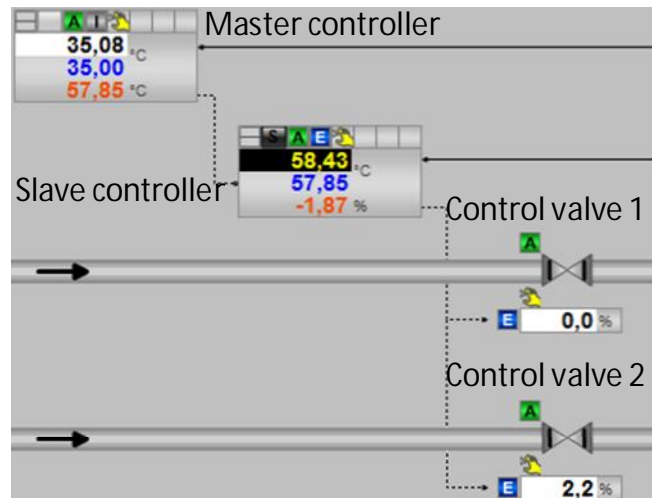 A I
Master controller
35,08 °C
35,00
57,85 °C
S A E
58,43 °C
57,85
-1,87 %
Slave controller
Control valve 1
A
E 0,0 %
Control valve 2
A
E 2,2 %